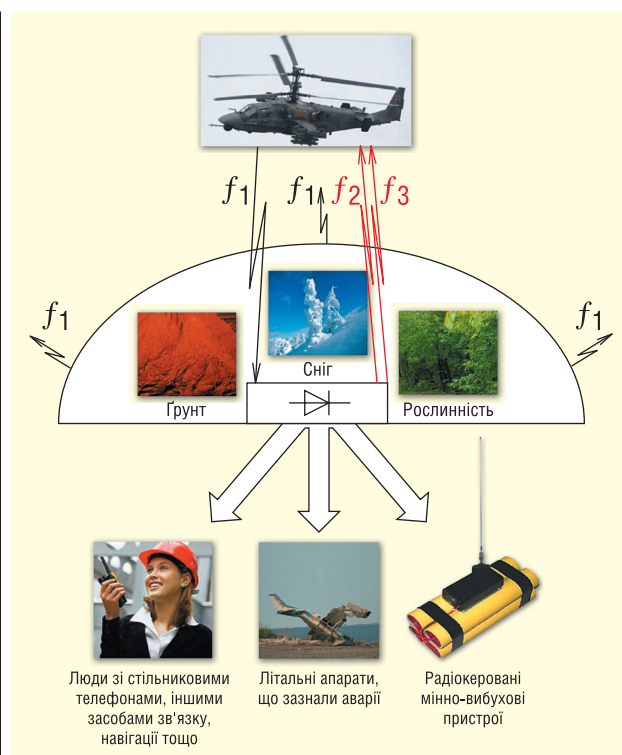 f1
f1
f2
f3
f1
f1
Сніг
Ґрунт
Рослинність
Люди зі стільниковими
телефонами, іншими
засобами зв'язку,
навігації тощо
Літальні апарати,
що зазнали аварії
Радіокеровані
мінно-вибухові
пристрої